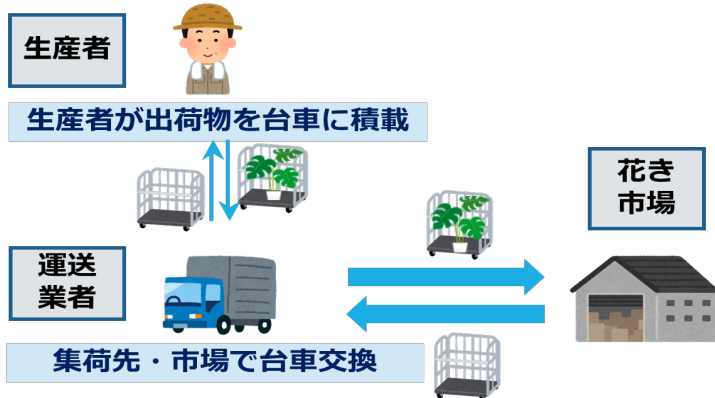 生産者
生産者が出荷物を台車に積載
花き
市場
運送
業者
集荷先・市場で台車交換